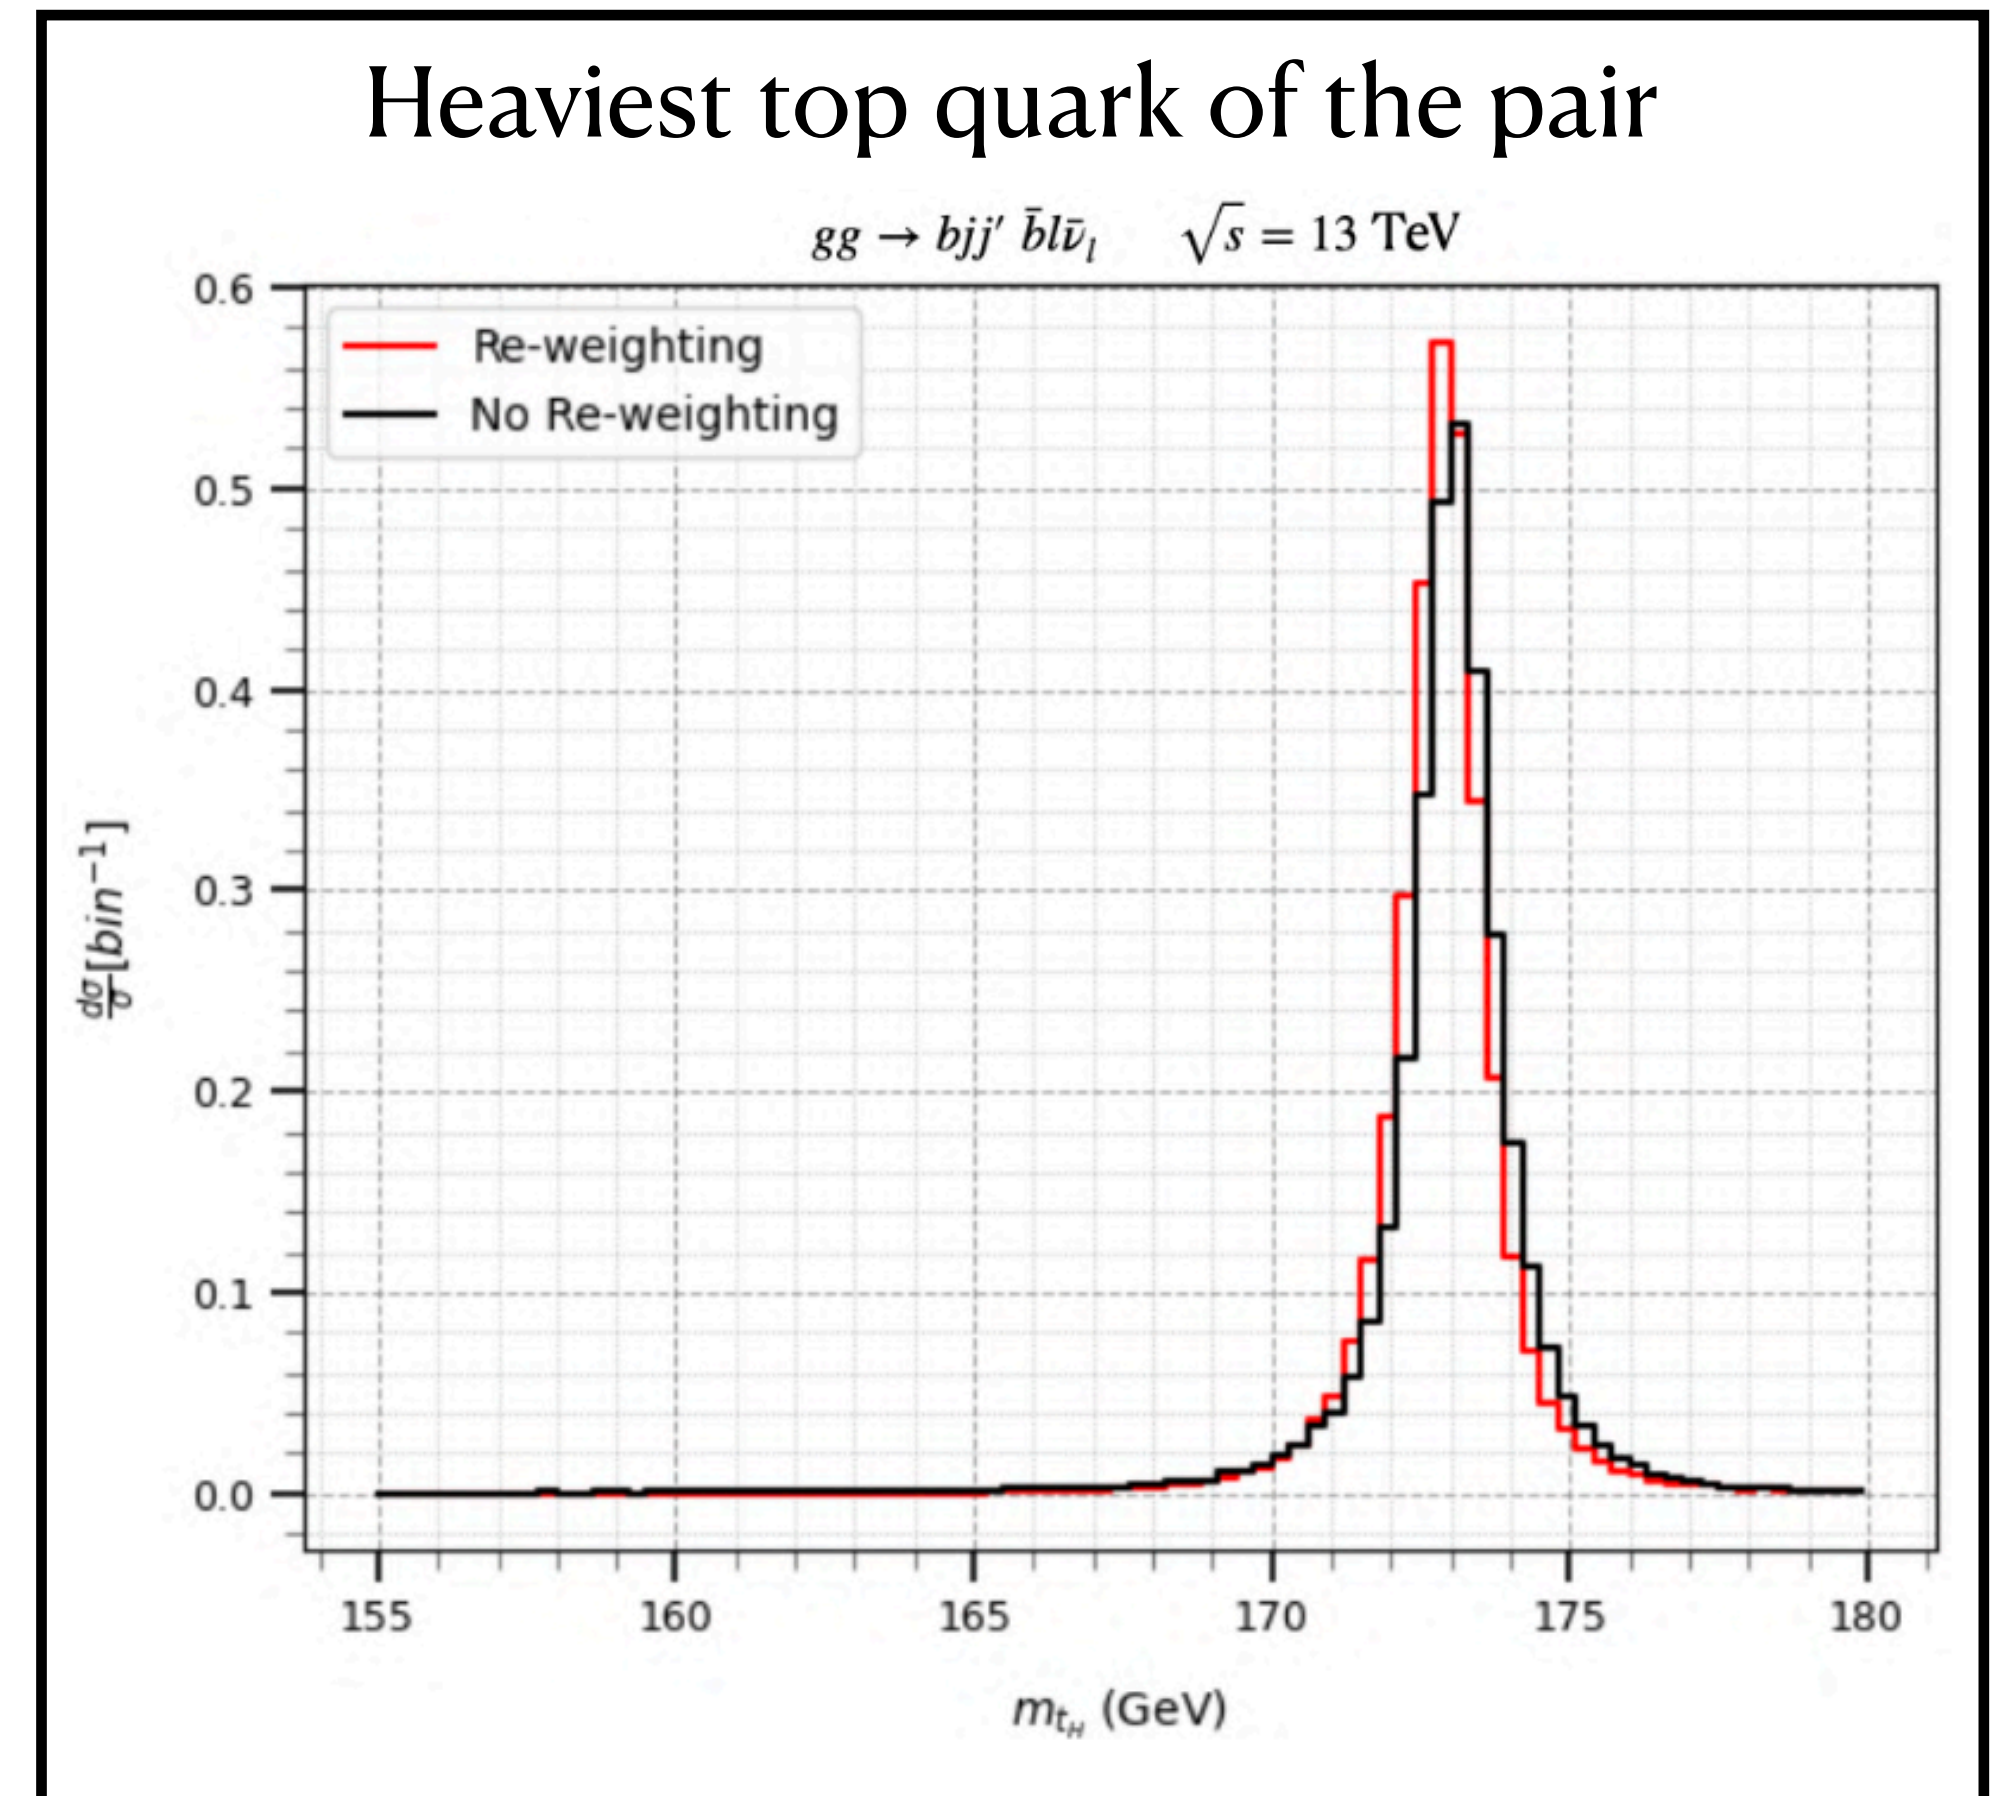 Heaviest top quark of the pair
gg → bjj′ b̄lν̄ₗ √s = 13 TeV
Re-weighting
No Re-weighting
0.6
0.5
0.4
0.3
0.2
0.1
0.0
dσ/σ [bin⁻¹]
155 160 165 170 175 180
m_{t_H} (GeV)